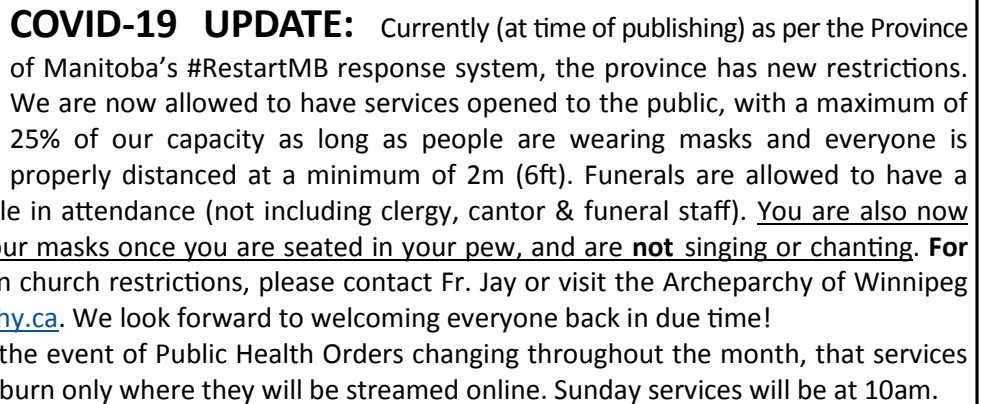 COVID-19 UPDATE: Currently (at time of publishing) as per the Province
of Manitoba's #RestartMB response system, the province has new restrictions.
We are now allowed to have services opened to the public, with a maximum of
25% of our capacity as long as people are wearing masks and everyone is
properly distanced at a minimum of 2m (6ft). Funerals are allowed to have a
le in attendance (not including clergy, cantor & funeral staff). You are also now
our masks once you are seated in your pew, and are not singing or chanting. For
n church restrictions, please contact Fr. Jay or visit the Archeparchy of Winnipeg
hy.ca. We look forward to welcoming everyone back in due time!
the event of Public Health Orders changing throughout the month, that services
burn only where they will be streamed online. Sunday services will be at 10am.